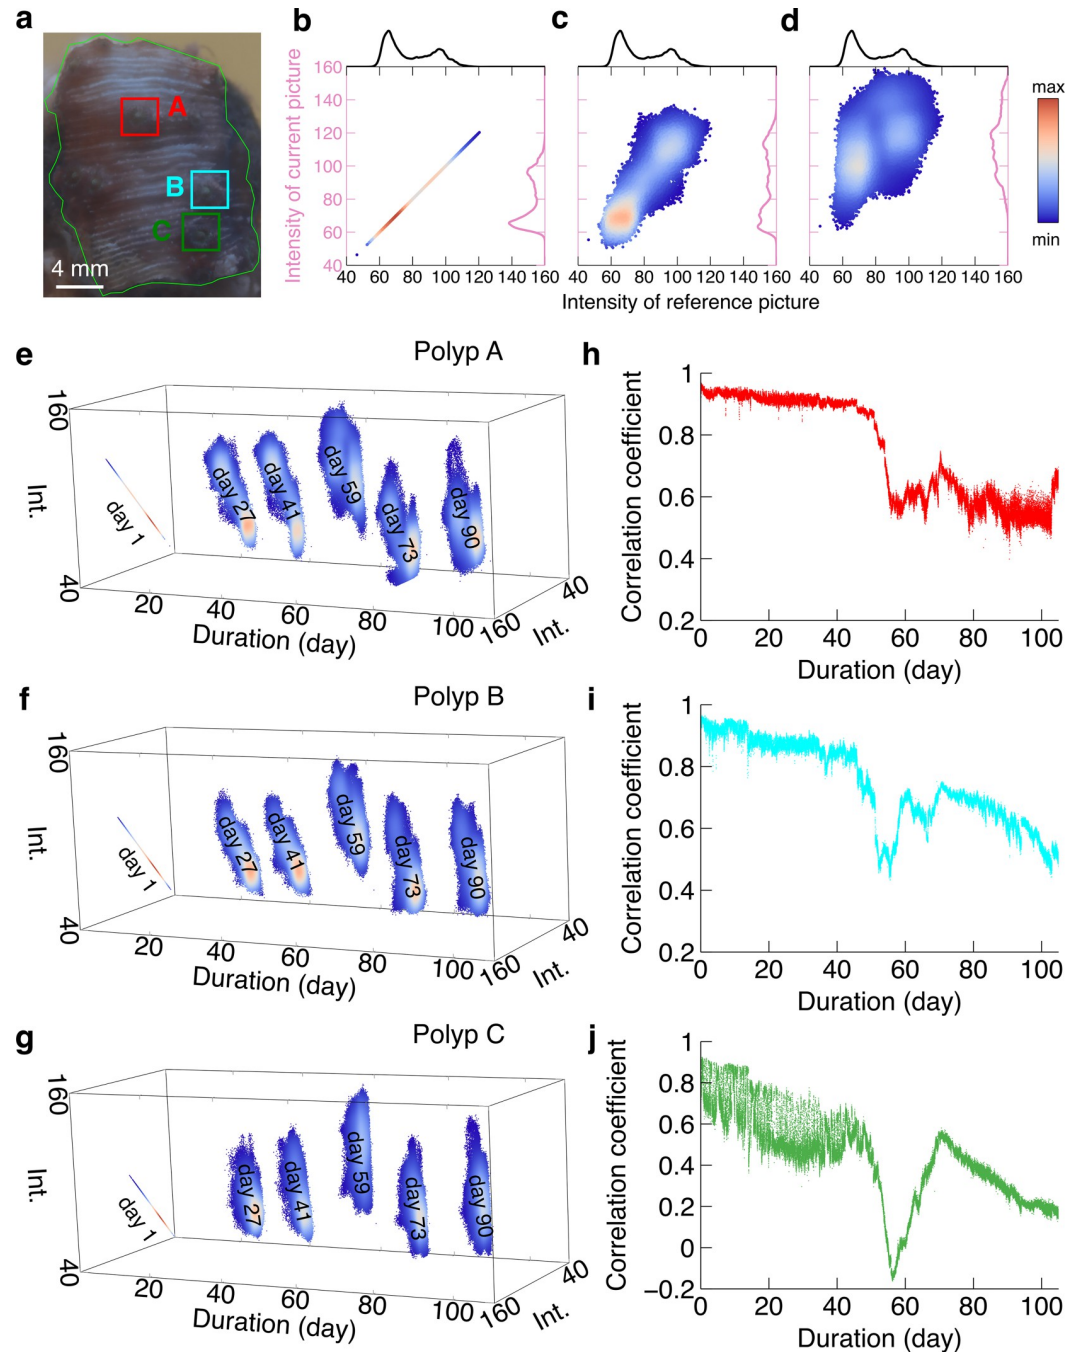 a
A
B
C
4 mm
b
c
d
Intensity of current picture
160
140
120
100
80
60
40
40 60 80 100 120 140 160
40 60 80 100 120 140 160
40 60 80 100 120 140 160
Intensity of reference picture
max
min
e
Polyp A
160
Int.
40
day 1
day 27
day 41
day 59
day 73
day 90
20 40 60 80 100
Duration (day)
160
Int.
40
h
Correlation coefficient
1
0.8
0.6
0.4
0.2
0 20 40 60 80 100
Duration (day)
f
Polyp B
160
Int.
40
day 1
day 27
day 41
day 59
day 73
day 90
20 40 60 80 100
Duration (day)
160
Int.
40
i
Correlation coefficient
1
0.8
0.6
0.4
0.2
0 20 40 60 80 100
Duration (day)
g
Polyp C
160
Int.
40
day 1
day 27
day 41
day 59
day 73
day 90
20 40 60 80 100
Duration (day)
160
Int.
40
j
Correlation coefficient
1
0.8
0.6
0.4
0.2
0
−0.2
0 20 40 60 80 100
Duration (day)